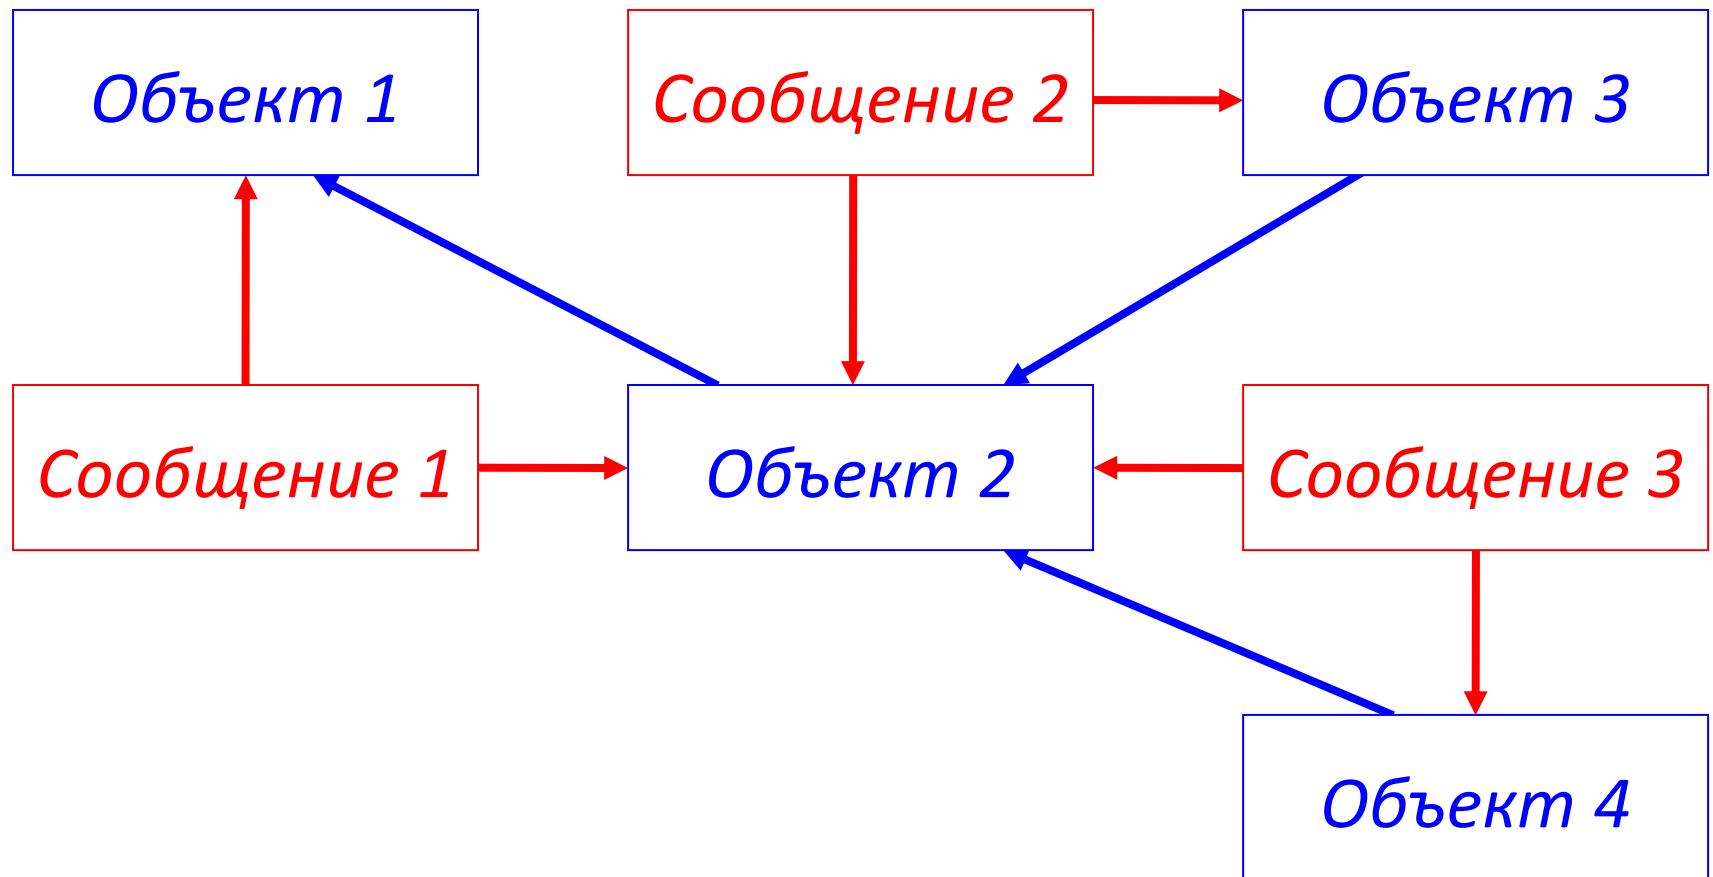 Объект 1
Сообщение 2
Объект 3
Сообщение 1
Объект 2
Сообщение 3
Объект 4